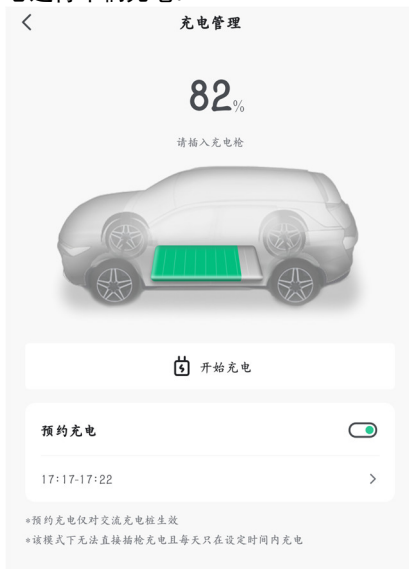 充电管理
82%
请插入充电枪
开始充电
预约充电
17:17-17:22
*预约充电仅对交流充电桩生效
*该模式下无法直接插枪充电且每天只在设定时间内充电